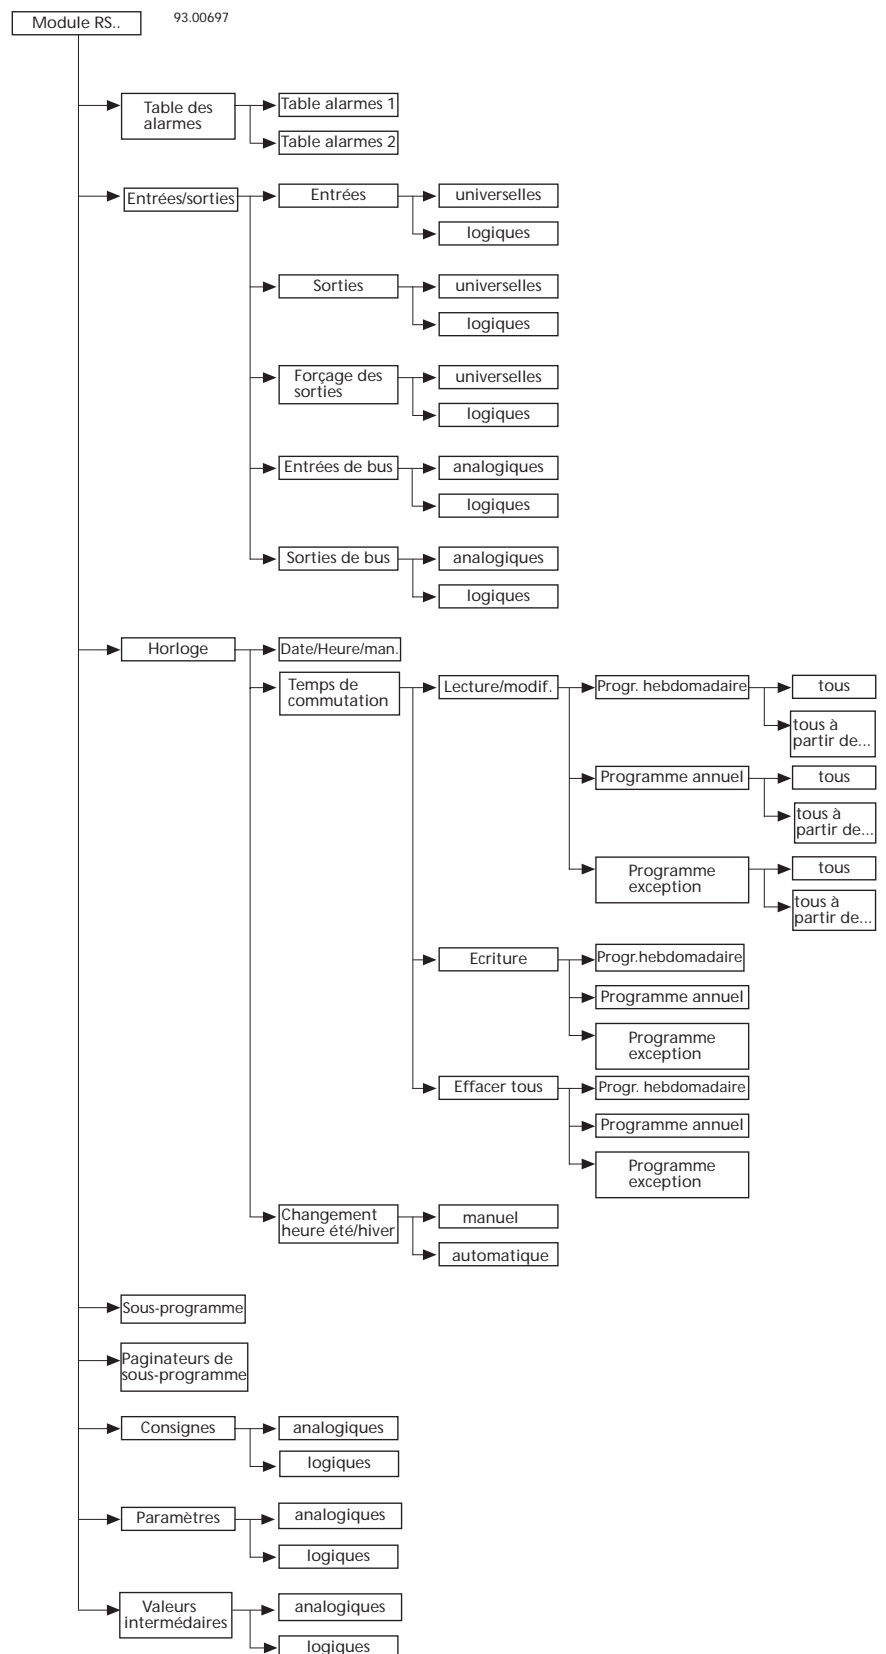 Module RS..
93.00697
Table des
alarmes
Table alarmes 1
Table alarmes 2
Entrées/sorties
Entrées
universelles
logiques
Sorties
universelles
logiques
Forçage des
sorties
universelles
logiques
Entrées de bus
analogiques
logiques
Sorties de bus
analogiques
logiques
Horloge
Date/Heure/man.
Temps de
commutation
Lecture/modif.
Progr. hebdomadaire
tous
tous à
partir de...
Programme annuel
tous
tous à
partir de...
Programme
exception
tous
tous à
partir de...
Ecriture
Progr.hebdomadaire
Programme annuel
Programme
exception
Effacer tous
Progr. hebdomadaire
Programme annuel
Programme
exception
Changement
heure été/hiver
manuel
automatique
Sous-programme
Paginateurs de
sous-programme
Consignes
analogiques
logiques
Paramètres
analogiques
logiques
Valeurs
intermédaires
analogiques
logiques